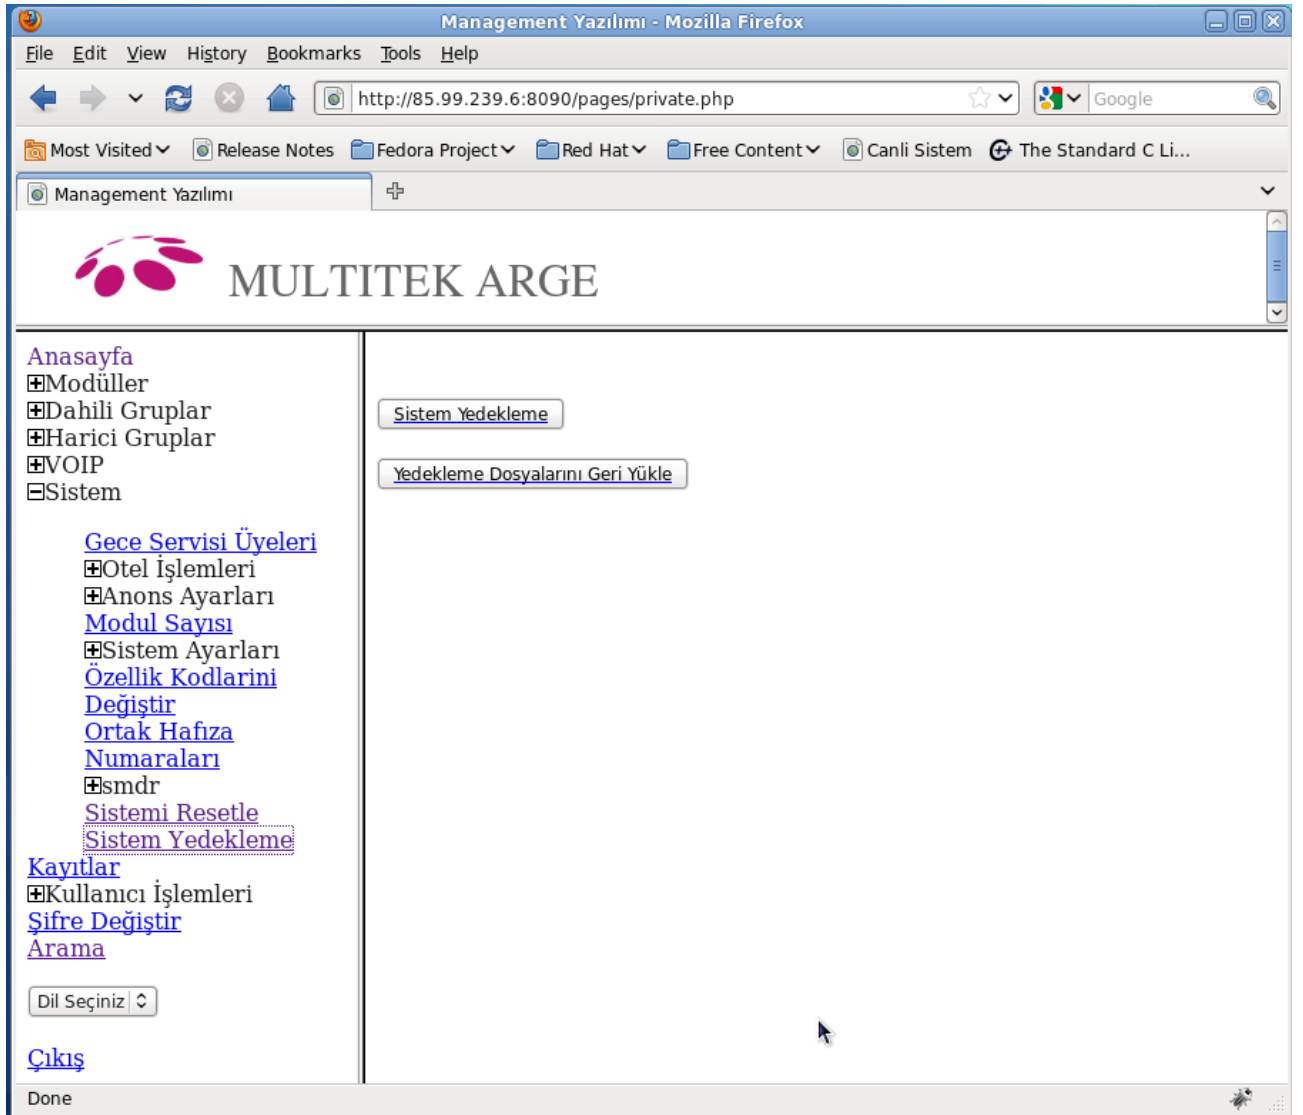 Management Yazılımı - Mozilla Firefox
File Edit View History Bookmarks Tools Help
http://85.99.239.6:8090/pages/private.php Google
Most Visited Release Notes Fedora Project Red Hat Free Content Canli Sistem The Standard C Li...
Management Yazılımı
MULTITEK ARGE
Anasayfa
Modüller
Dahili Gruplar
Harici Gruplar
VOIP
Sistem
Gece Servisi Üyeleri
Otel İşlemleri
Anons Ayarları
Modul Sayısı
Sistem Ayarları
Özellik Kodlarini
Değiştir
Ortak Hafıza
Numaraları
smdr
Sistemi Resetle
Sistem Yedekleme
Kayıtlar
Kullanıcı İşlemleri
Şifre Değiştir
Arama
Dil Seçiniz
Çıkış
Sistem Yedekleme
Yedekleme Dosyalarını Geri Yükle
Done